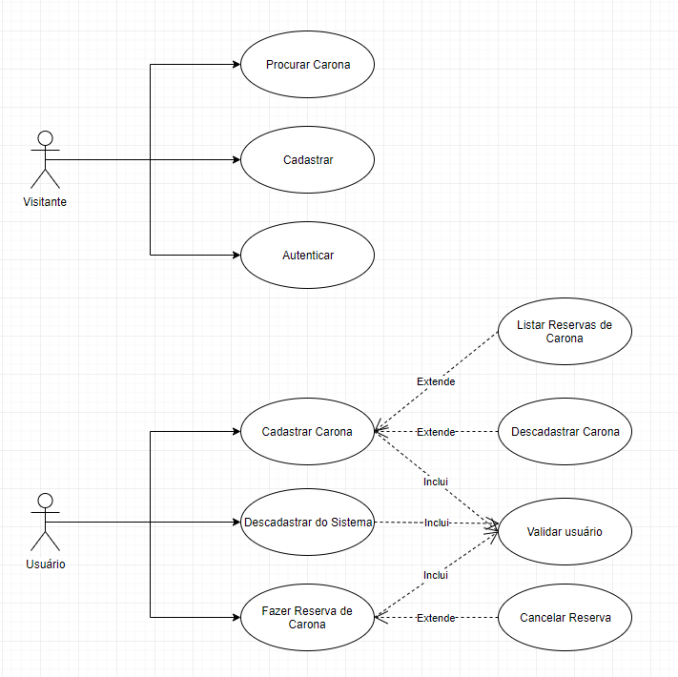 Procurar Carona
Cadastrar
Visitante
Autenticar
Listar Reservas de
Carona
Extende
Cadastrar Carona
Extende
Descadastrar Carona
Inclui
Descadastrar do Sistema
Inclui
Validar usuário
Usuário
Inclui
Fazer Reserva de
Carona
Extende
Cancelar Reserva